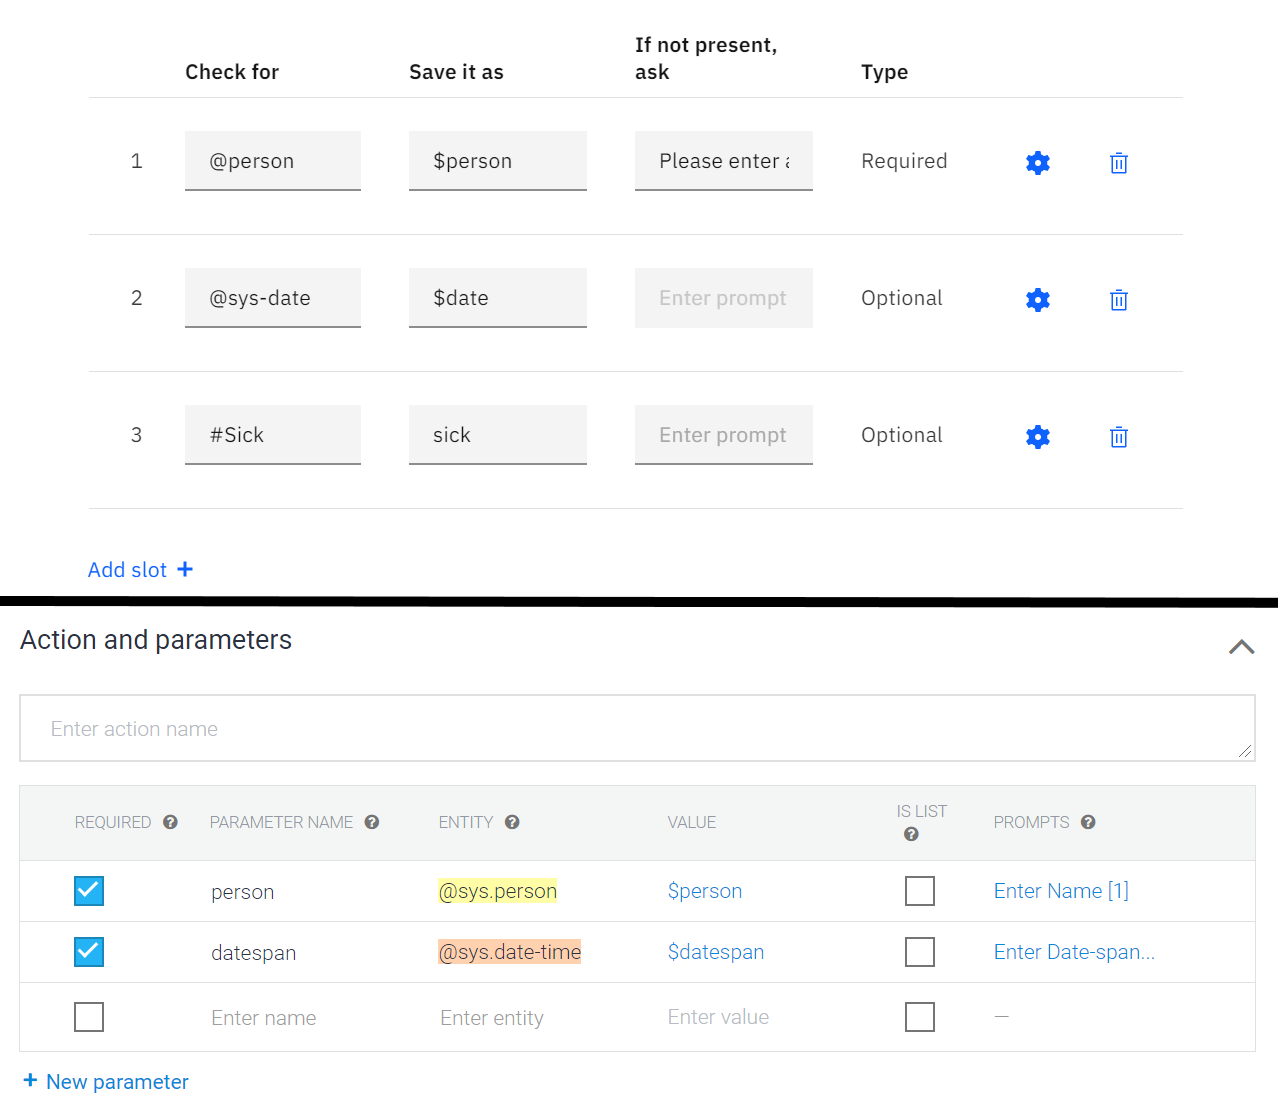 If not present,
Check for Save it as ask Type
1 @person $person Please enter Required
2 @sys-date $date Enter prompt Optional
3 #Sick sick Enter prompt Optional
Add slot +
Action and parameters
Enter action name
REQUIRED ? PARAMETER NAME ? ENTITY ? VALUE IS LIST ? PROMPTS ?
person @sys.person $person Enter Name [1]
datespan @sys.date-time $datespan Enter Date-span...
Enter name Enter entity Enter value —
+ New parameter